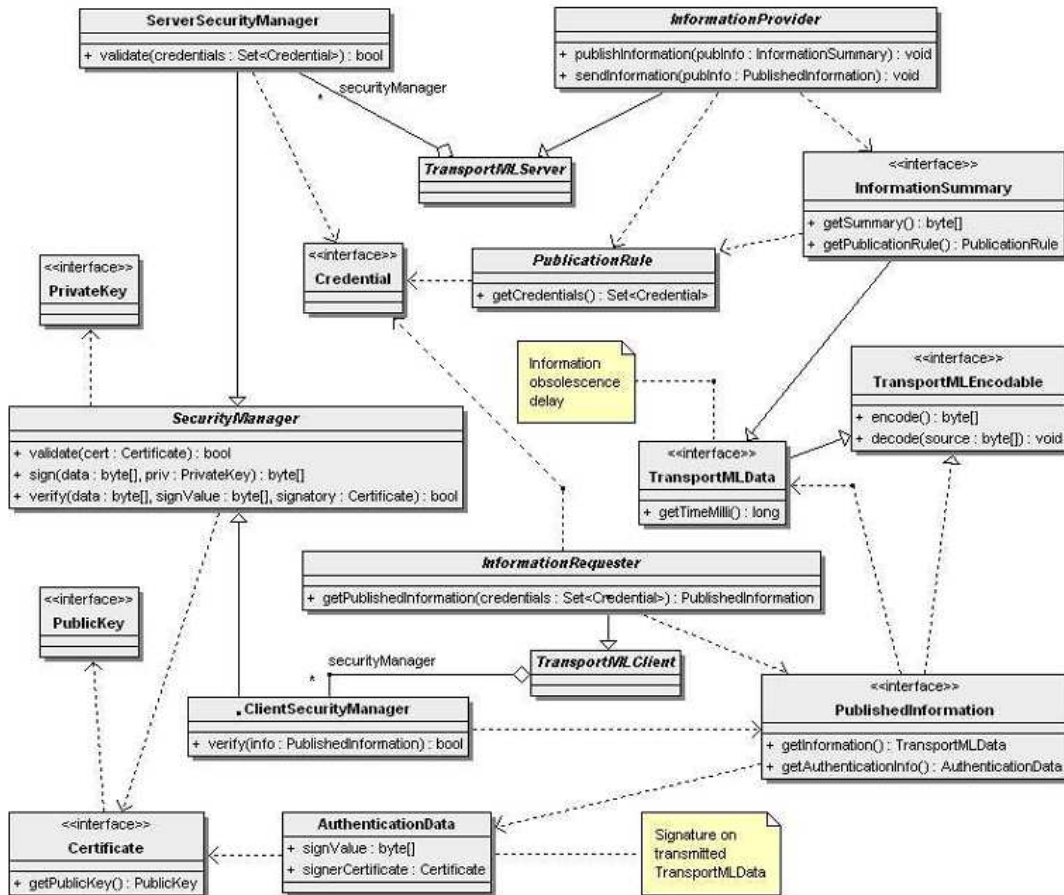 ServerSecurityManager
+ validate(credentials : Set<Credential>) : bool
InformationProvider
+ publishInformation(pubInfo : InformationSummary) : void
+ sendInformation(pubInfo : PublishedInformation) : void
securityManager
*
TransportMLServer
<<interface>>
InformationSummary
+ getSummary() : byte[]
+ getPublicationRule() : PublicationRule
<<interface>>
PrivateKey
<<interface>>
Credential
PublicationRule
+ getCredentials() : Set<Credential>
Information
obsolescence
delay
<<interface>>
TransportMLEncodable
+ encode() : byte[]
+ decode(source : byte[]) : void
SecurityManager
+ validate(cert : Certificate) : bool
+ sign(data : byte[], priv : PrivateKey) : byte[]
+ verify(data : byte[], signValue : byte[], signatory : Certificate) : bool
<<interface>>
TransportMLData
+ getTimeMilli() : long
InformationRequester
+ getPublishedInformation(credentials : Set<Credential>) : PublishedInformation
<<interface>>
PublicKey
securityManager
*
TransportMLClient
ClientSecurityManager
+ verify(info : PublishedInformation) : bool
<<interface>>
PublishedInformation
+ getInformation() : TransportMLData
+ getAuthenticationInfo() : AuthenticationData
<<interface>>
Certificate
+ getPublicKey() : PublicKey
AuthenticationData
+ signValue : byte[]
+ signerCertificate : Certificate
Signature on
transmitted
TransportMLData